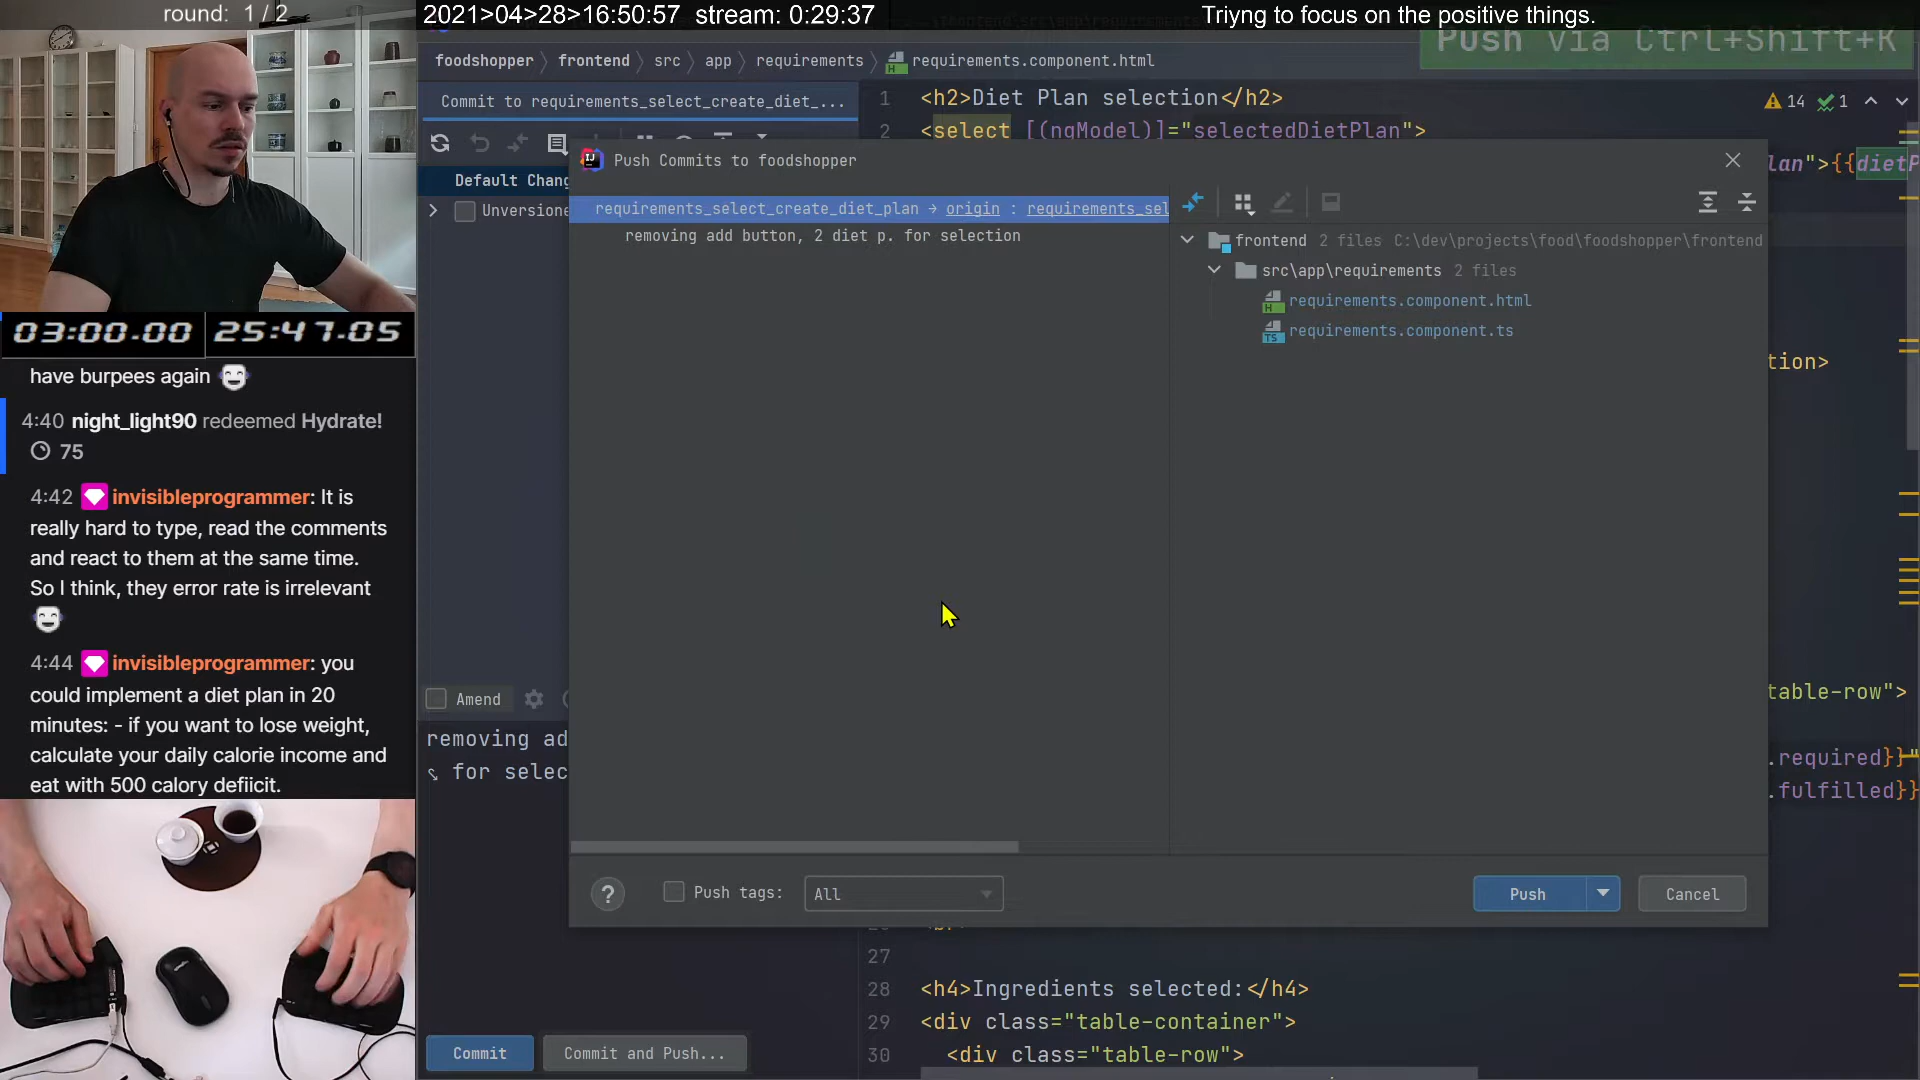 round: 1 / 2
2021>04>28>16:50:57 stream: 0:29:37
Triyng to focus on the positive things.
Push via Ctrl+Shift+K
foodshopper
frontend
src
app
requirements
requirements.component.html
Commit to requirements_select_create_diet_...
1 <h2>Diet Plan selection</h2>
2 <select [(ngModel)]="selectedDietPlan">
14
1
lan">{{dietP
Default Chang
Unversione
Push Commits to foodshopper
requirements_select_create_diet_plan → origin : requirements_sel
removing add button, 2 diet p. for selection
frontend 2 files C:\dev\projects\food\foodshopper\frontend
src\app\requirements 2 files
requirements.component.html
requirements.component.ts
tion>
table-row">
.required}}"
.fulfilled}}
03:00.00
25:47.05
have burpees again
4:40 night_light90 redeemed Hydrate!
75
4:42 invisibleprogrammer: It is
really hard to type, read the comments
and react to them at the same time.
So I think, they error rate is irrelevant
4:44 invisibleprogrammer: you
could implement a diet plan in 20
minutes: - if you want to lose weight,
calculate your daily calorie income and
eat with 500 calory defiicit.
Amend
removing ad
for selec
? Push tags: All
Push
Cancel
27
28 <h4>Ingredients selected:</h4>
29 <div class="table-container">
30 <div class="table-row">
Commit
Commit and Push...